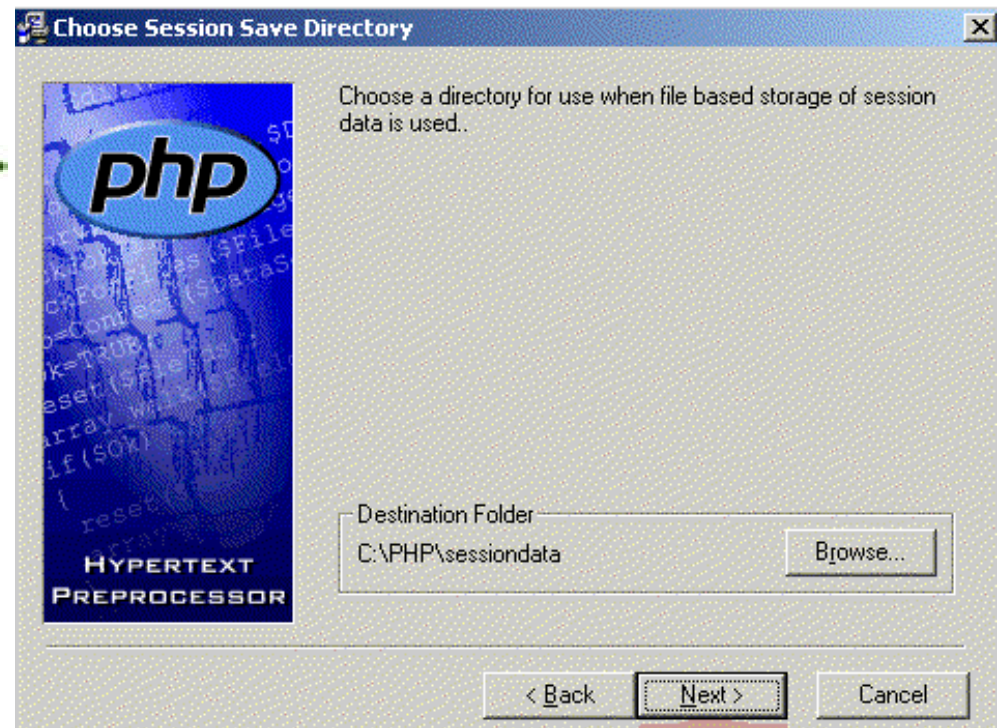 Choose Session Save Directory
Choose a directory for use when file based storage of session
data is used..
php
HYPERTEXT
PREPROCESSOR
Destination Folder
C:\PHP\sessiondata
Browse...
< Back
Next >
Cancel